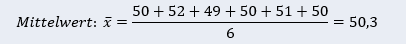 Mittelwert: x̄ = (50 + 52 + 49 + 50 + 51 + 50) / 6 = 50,3